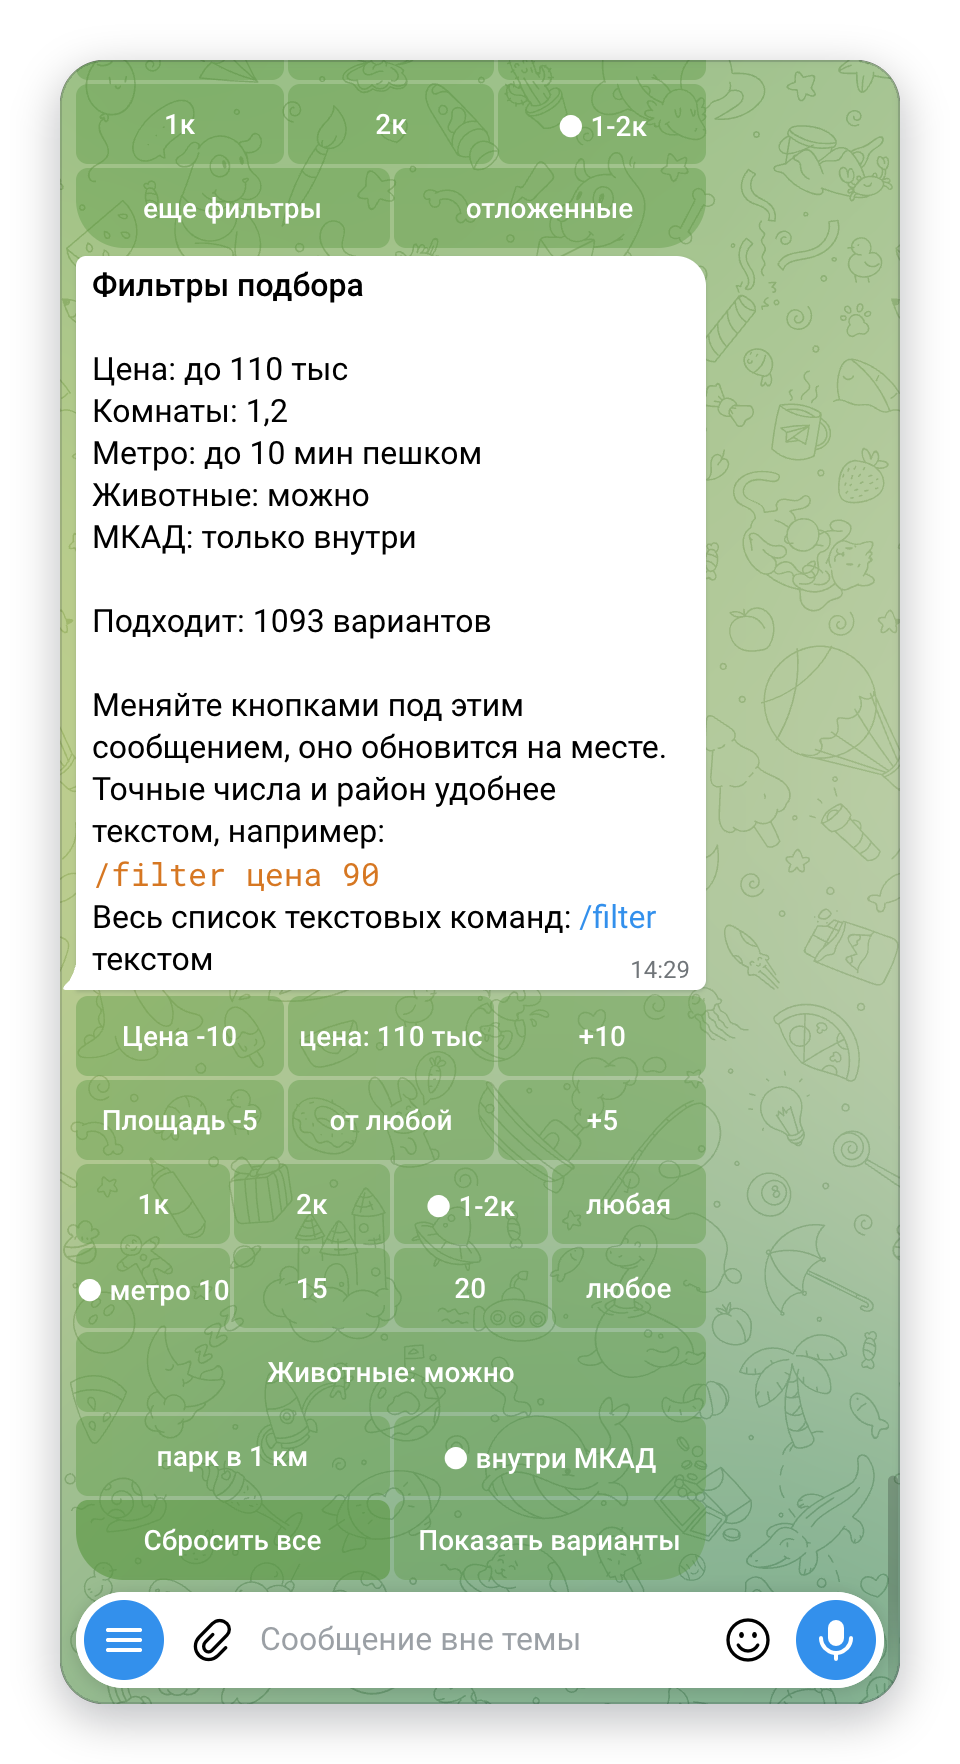 1к
2к
1-2к
еще фильтры
отложенные
Фильтры подбора
Цена: до 110 тыс
Комнаты: 1,2
Метро: до 10 мин пешком
Животные: можно
МКАД: только внутри
Подходит: 1093 вариантов
Меняйте кнопками под этим
сообщением, оно обновится на месте.
Точные числа и район удобнее
текстом, например:
/filter цена 90
Весь список текстовых команд: /filter
текстом
14:29
Цена -10
цена: 110 тыс
+10
Площадь -5
от любой
+5
1к
2к
1-2к
любая
метро 10
15
20
любое
Животные: можно
парк в 1 км
внутри МКАД
Сбросить все
Показать варианты
Сообщение вне темы